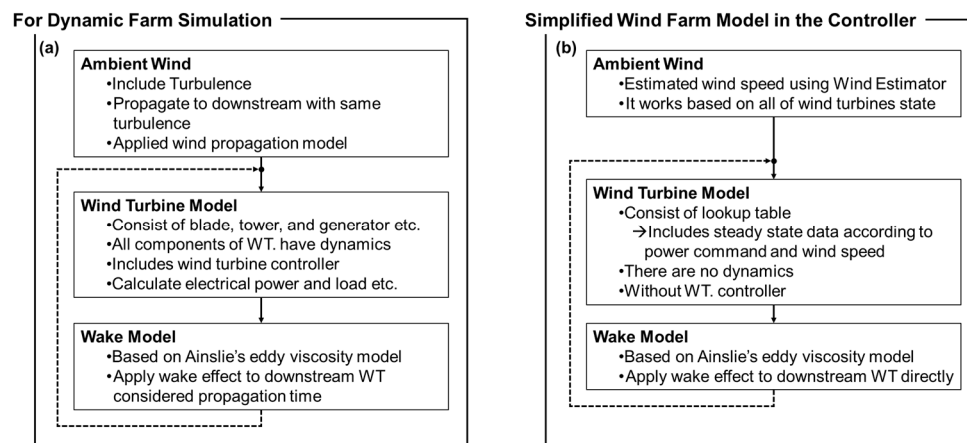 For Dynamic Farm Simulation
(a)
Ambient Wind
•Include Turbulence
•Propagate to downstream with same
turbulence
•Applied wind propagation model
Wind Turbine Model
•Consist of blade, tower, and generator etc.
•All components of WT. have dynamics
•Includes wind turbine controller
•Calculate electrical power and load etc.
Wake Model
•Based on Ainslie's eddy viscosity model
•Apply wake effect to downstream WT
considered propagation time
Simplified Wind Farm Model in the Controller
(b)
Ambient Wind
•Estimated wind speed using Wind Estimator
•It works based on all of wind turbines state
Wind Turbine Model
•Consist of lookup table
→Includes steady state data according to
power command and wind speed
•There are no dynamics
•Without WT. controller
Wake Model
•Based on Ainslie's eddy viscosity model
•Apply wake effect to downstream WT directly